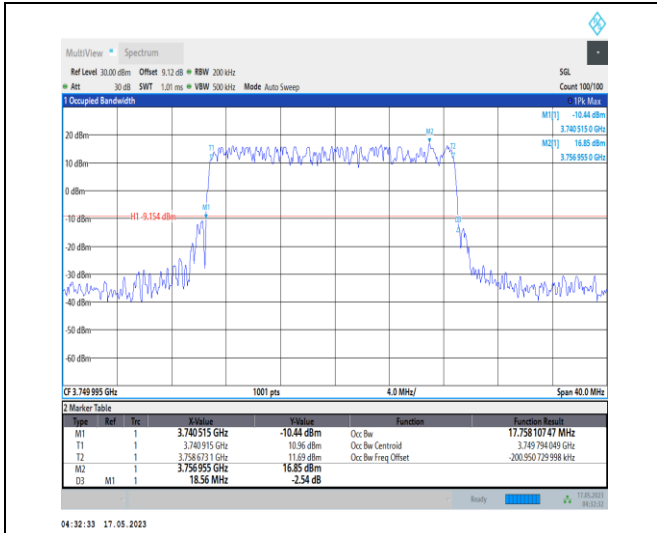 MultiView Spectrum
Ref Level 30.00 dBm Offset 9.12 dB RBW 200 kHz SGL
Att 30 dB SWT 1.01 ms VBW 500 kHz Mode Auto Sweep Count 100/100
1 Occupied Bandwidth 1Pk Max
M1[1] -10.44 dBm
3.740 515 0 GHz
M2[1] 16.85 dBm
3.756 955 0 GHz
20 dBm
M2
T1
T2
10 dBm
0 dBm
M1
-10 dBm
H1 -9.154 dBm
D3
-20 dBm
-30 dBm
-40 dBm
-50 dBm
-60 dBm
CF 3.749 995 GHz 1001 pts 4.0 MHz/ Span 40.0 MHz
2 Marker Table
Type Ref Trc X-Value Y-Value Function Function Result
M1 1 3.740 515 GHz -10.44 dBm Occ Bw 17.758 107 47 MHz
T1 1 3.740 915 GHz 10.96 dBm Occ Bw Centroid 3.749 794 049 GHz
T2 1 3.758 673 1 GHz 11.69 dBm Occ Bw Freq Offset -200.950 729 998 kHz
M2 1 3.756 955 GHz 16.85 dBm
D3 M1 1 18.56 MHz -2.54 dB
Ready 17.05.2023
04:32:32
04:32:33 17.05.2023